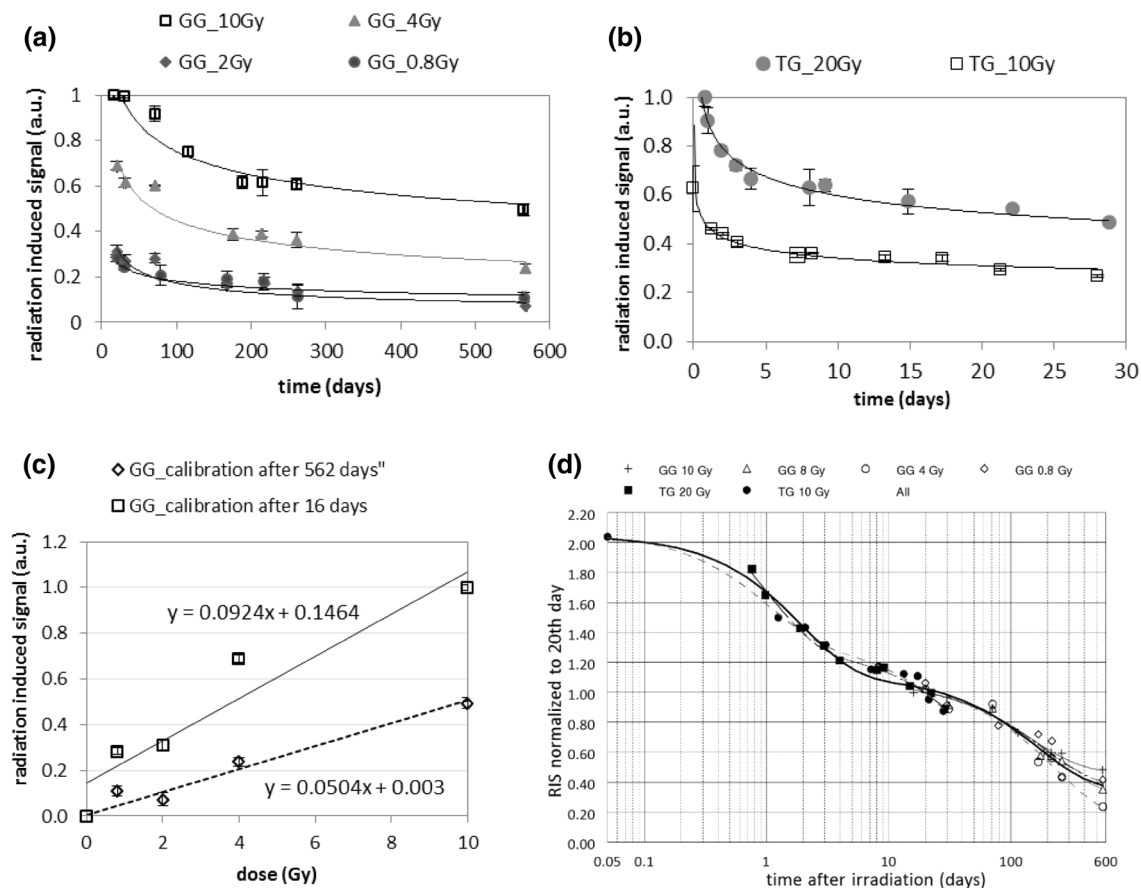 (a)
GG_10Gy GG_4Gy
GG_2Gy GG_0.8Gy
radiation induced signal (a.u.)
1
0.8
0.6
0.4
0.2
0
0 100 200 300 400 500 600
time (days)
(b)
TG_20Gy TG_10Gy
radiation induced signal (a.u.)
1.0
0.8
0.6
0.4
0.2
0.0
0 5 10 15 20 25 30
time (days)
(c)
GG_calibration after 562 days"
GG_calibration after 16 days
radiation induced signal (a.u.)
1.2
1.0
0.8
0.6
0.4
0.2
0.0
y = 0.0924x + 0.1464
y = 0.0504x + 0.003
0 2 4 6 8 10
dose (Gy)
(d)
GG 10 Gy GG 8 Gy GG 4 Gy GG 0.8 Gy
TG 20 Gy TG 10 Gy All
RIS normalized to 20th day
2.20
2.00
1.80
1.60
1.40
1.20
1.00
0.80
0.60
0.40
0.20
0.00
0.05 0.1 1 10 100 600
time after irradiation (days)